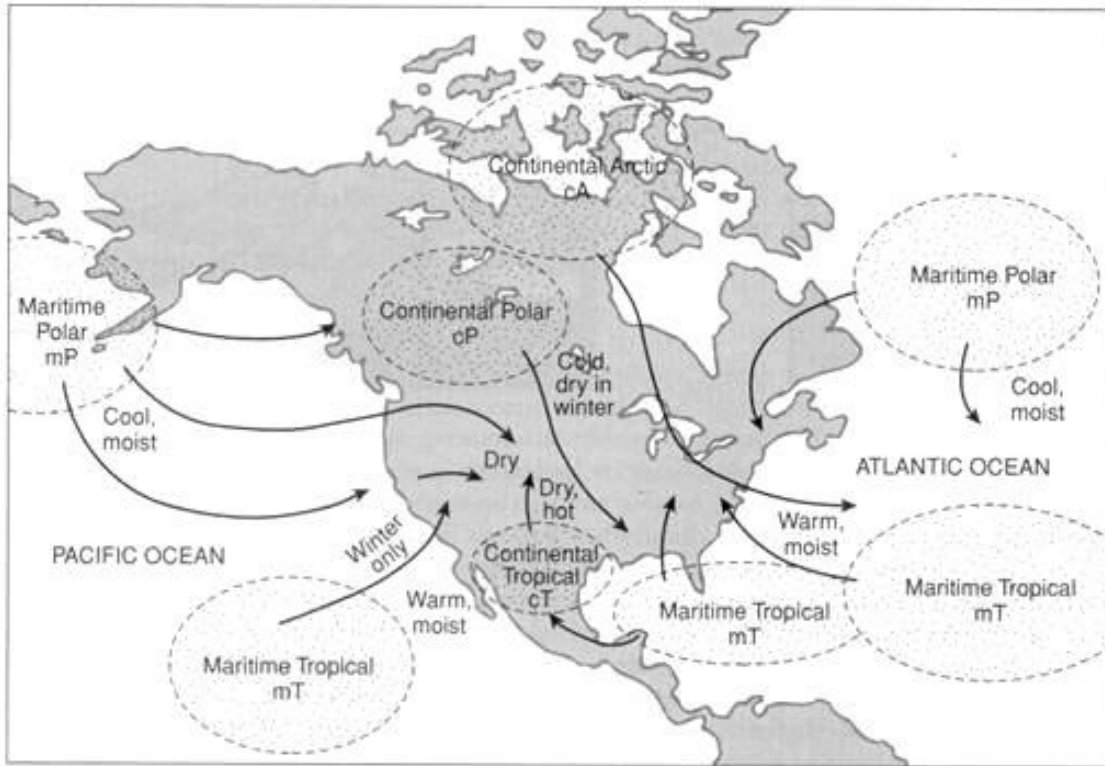 Continental Arctic
cA
Maritime
Polar
mP
Continental Polar
cP
Maritime Polar
mP
Cold,
dry in
winter
Cool,
moist
Cool,
moist
Dry
ATLANTIC OCEAN
Dry,
hot
PACIFIC OCEAN
Winter
only
Warm,
moist
Continental
Tropical
cT
Warm,
moist
Maritime Tropical
mT
Maritime Tropical
mT
Maritime Tropical
mT